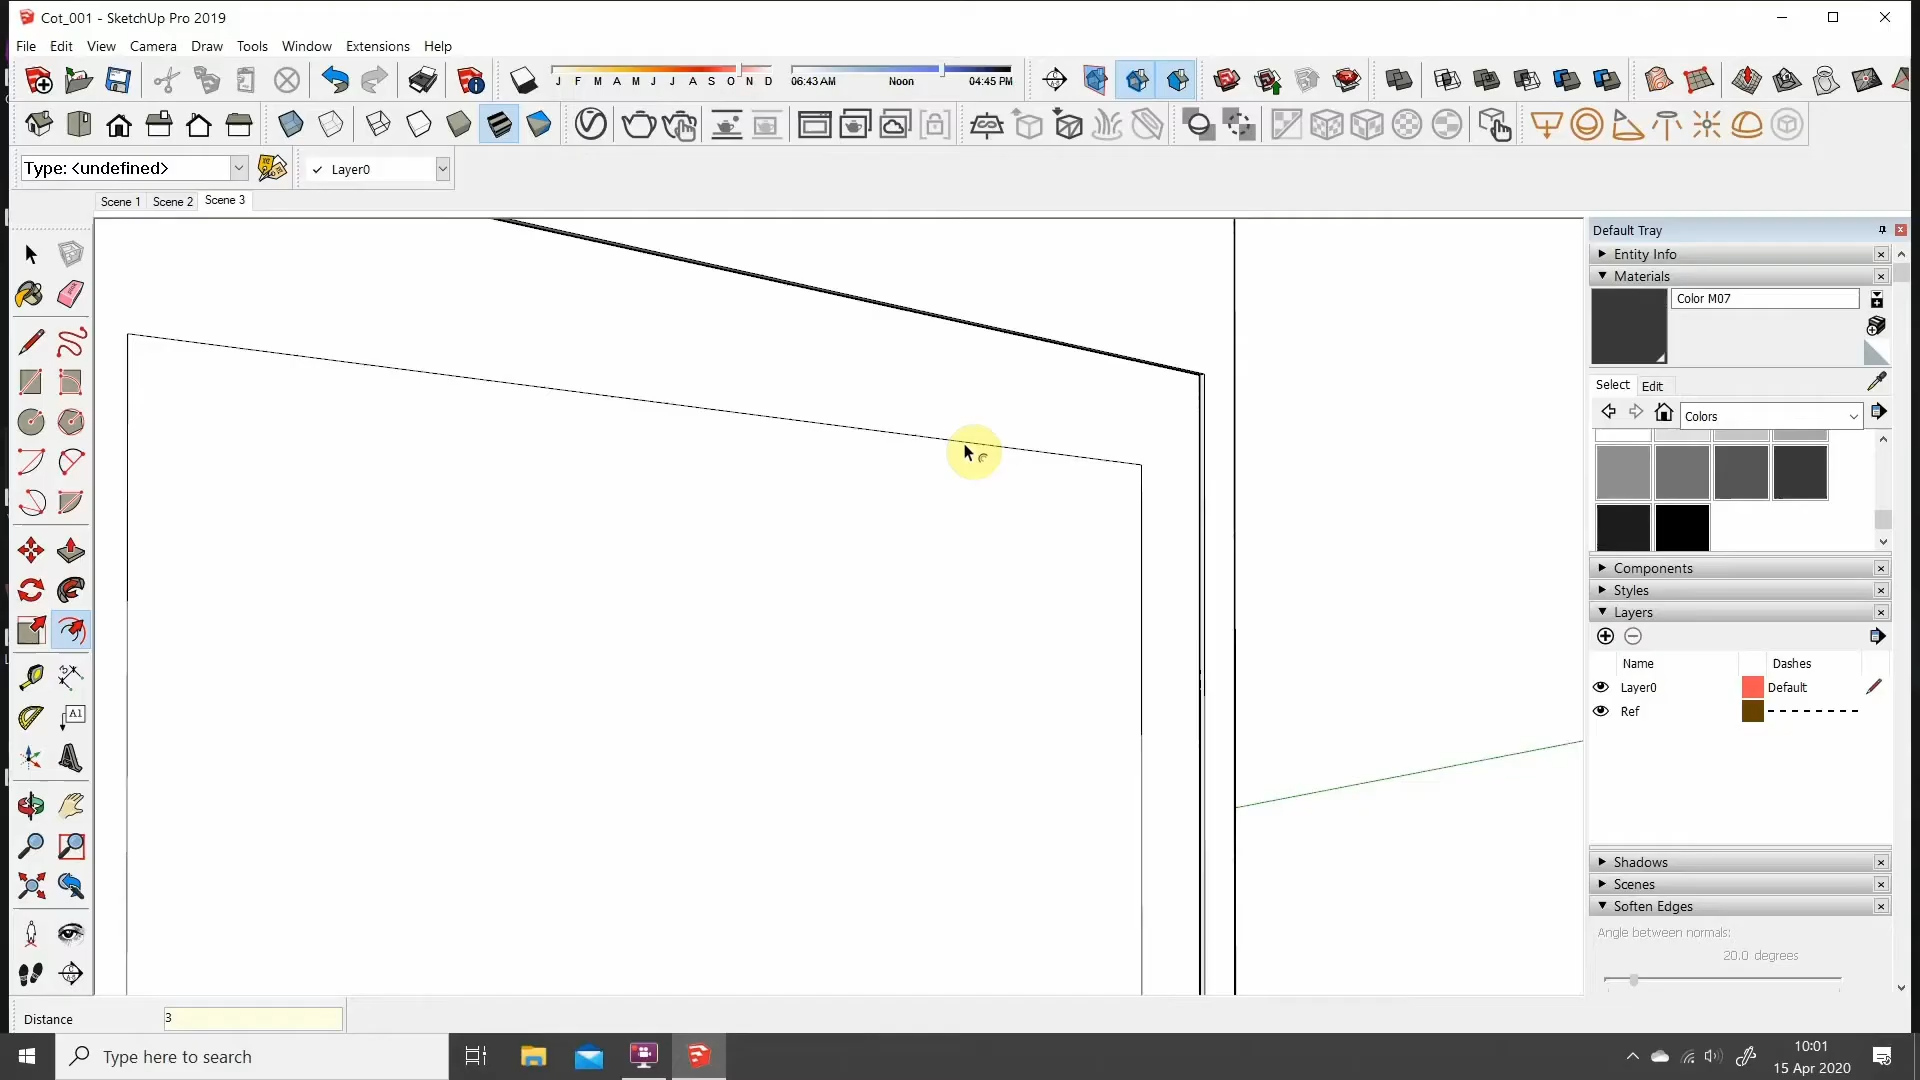 Cot_001 - SketchUp Pro 2019
File Edit View Camera Draw Tools Window Extensions Help
J F M A M J J A S O N D 06:43 AM Noon 04:45 PM
Type: <undefined> Layer0
Scene 1 Scene 2 Scene 3
Default Tray
Entity Info
Materials
Color M07
Select Edit
Colors
Components
Styles
Layers
Name Dashes
Layer0 Default
Ref
A1
Shadows
Scenes
Soften Edges
Angle between normals:
20.0 degrees
Distance 3
Type here to search
10:01
15 Apr 2020